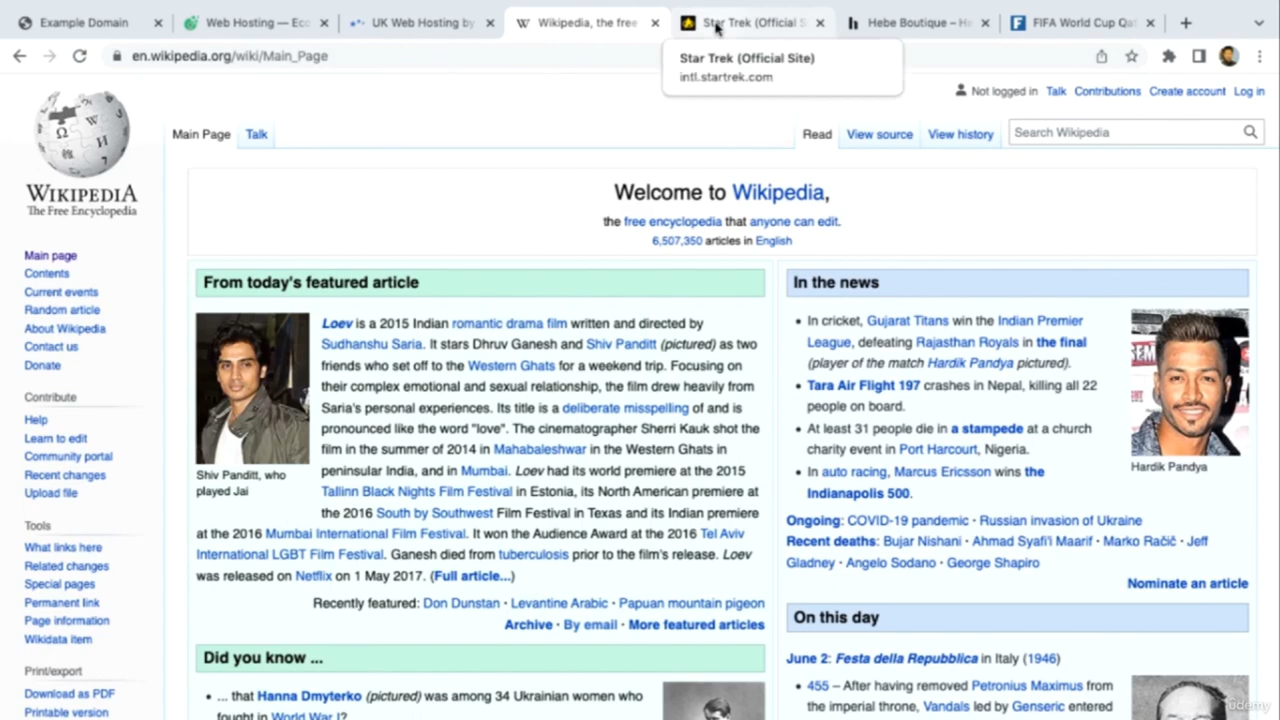 Example Domain
Web Hosting — Eco
UK Web Hosting by
Wikipedia, the free
Star Trek (Official S
Hebe Boutique – He
FIFA World Cup Qat
en.wikipedia.org/wiki/Main_Page
Star Trek (Official Site)
intl.startrek.com
Not logged in Talk Contributions Create account Log in
Main Page Talk
Read View source View history
Search Wikipedia
WIKIPEDIA
The Free Encyclopedia
Main page
Contents
Current events
Random article
About Wikipedia
Contact us
Donate
Contribute
Help
Learn to edit
Community portal
Recent changes
Upload file
Tools
What links here
Related changes
Special pages
Permanent link
Page information
Wikidata item
Print/export
Download as PDF
Printable version
Welcome to Wikipedia,
the free encyclopedia that anyone can edit.
6,507,350 articles in English
From today's featured article
Loev is a 2015 Indian romantic drama film written and directed by
Sudhanshu Saria. It stars Dhruv Ganesh and Shiv Panditt (pictured) as two
friends who set off to the Western Ghats for a weekend trip. Focusing on
their complex emotional and sexual relationship, the film drew heavily from
Saria's personal experiences. Its title is a deliberate misspelling of and is
pronounced like the word "love". The cinematographer Sherri Kauk shot the
film in the summer of 2014 in Mahabaleshwar in the Western Ghats in
peninsular India, and in Mumbai. Loev had its world premiere at the 2015
Tallinn Black Nights Film Festival in Estonia, its North American premiere at
the 2016 South by Southwest Film Festival in Texas and its Indian premiere
at the 2016 Mumbai International Film Festival. It won the Audience Award at the 2016 Tel Aviv
International LGBT Film Festival. Ganesh died from tuberculosis prior to the film's release. Loev
was released on Netflix on 1 May 2017. (Full article...)
Shiv Panditt, who
played Jai
Recently featured: Don Dunstan · Levantine Arabic · Papuan mountain pigeon
Archive · By email · More featured articles
Did you know ...
• ... that Hanna Dmyterko (pictured) was among 34 Ukrainian women who
fought in World War I?
In the news
• In cricket, Gujarat Titans win the Indian Premier
League, defeating Rajasthan Royals in the final
(player of the match Hardik Pandya pictured).
• Tara Air Flight 197 crashes in Nepal, killing all 22
people on board.
• At least 31 people die in a stampede at a church
charity event in Port Harcourt, Nigeria.
• In auto racing, Marcus Ericsson wins the
Indianapolis 500.
Hardik Pandya
Ongoing: COVID-19 pandemic · Russian invasion of Ukraine
Recent deaths: Bujar Nishani · Ahmad Syafi'i Maarif · Marko Račič · Jeff
Gladney · Angelo Sodano · George Shapiro
Nominate an article
On this day
June 2: Festa della Repubblica in Italy (1946)
• 455 – After having removed Petronius Maximus from
the imperial throne, Vandals led by Genseric entered
udemy